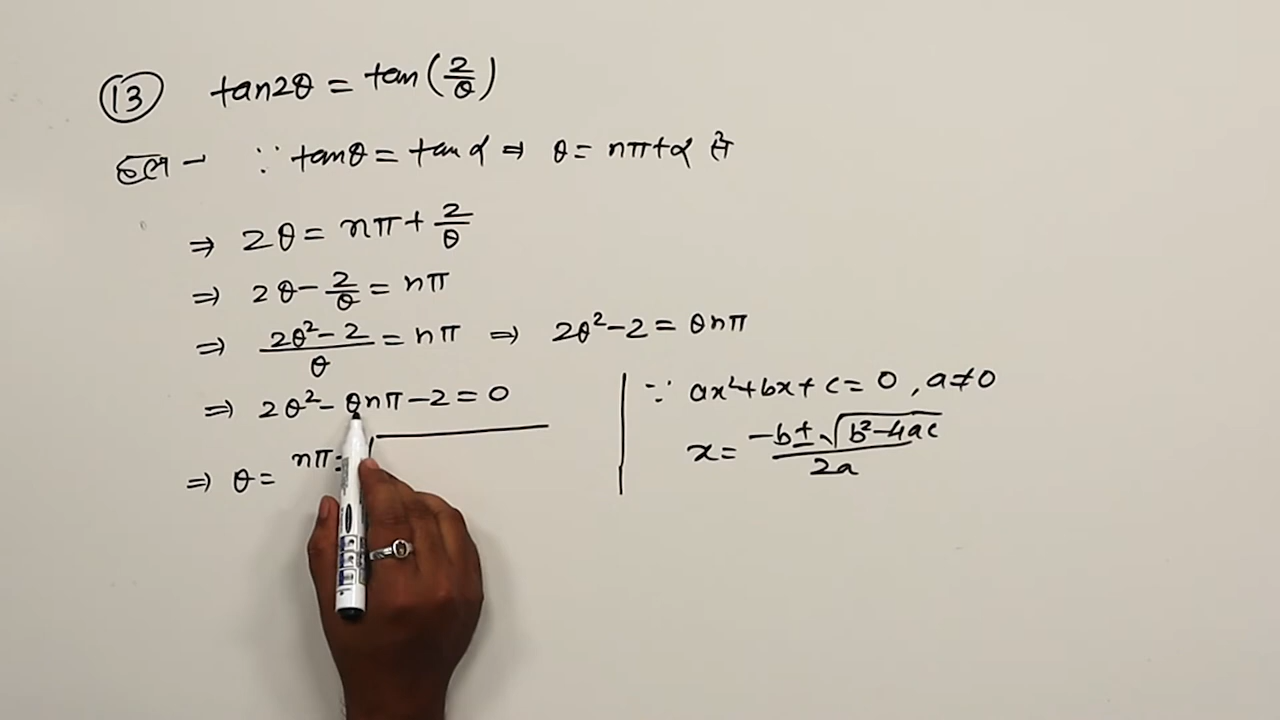 (13) tan2θ = tan(2/θ)
हल - ∵ tanθ = tanα ⇒ θ = nπ+α से
⇒ 2θ = nπ + 2/θ
⇒ 2θ - 2/θ = nπ
⇒ (2θ² - 2)/θ = nπ ⇒ 2θ² - 2 = θnπ
⇒ 2θ² - θnπ - 2 = 0
⇒ θ = nπ
∵ ax²+bx+c = 0, a≠0
x = (-b ± √(b²-4ac))/2a